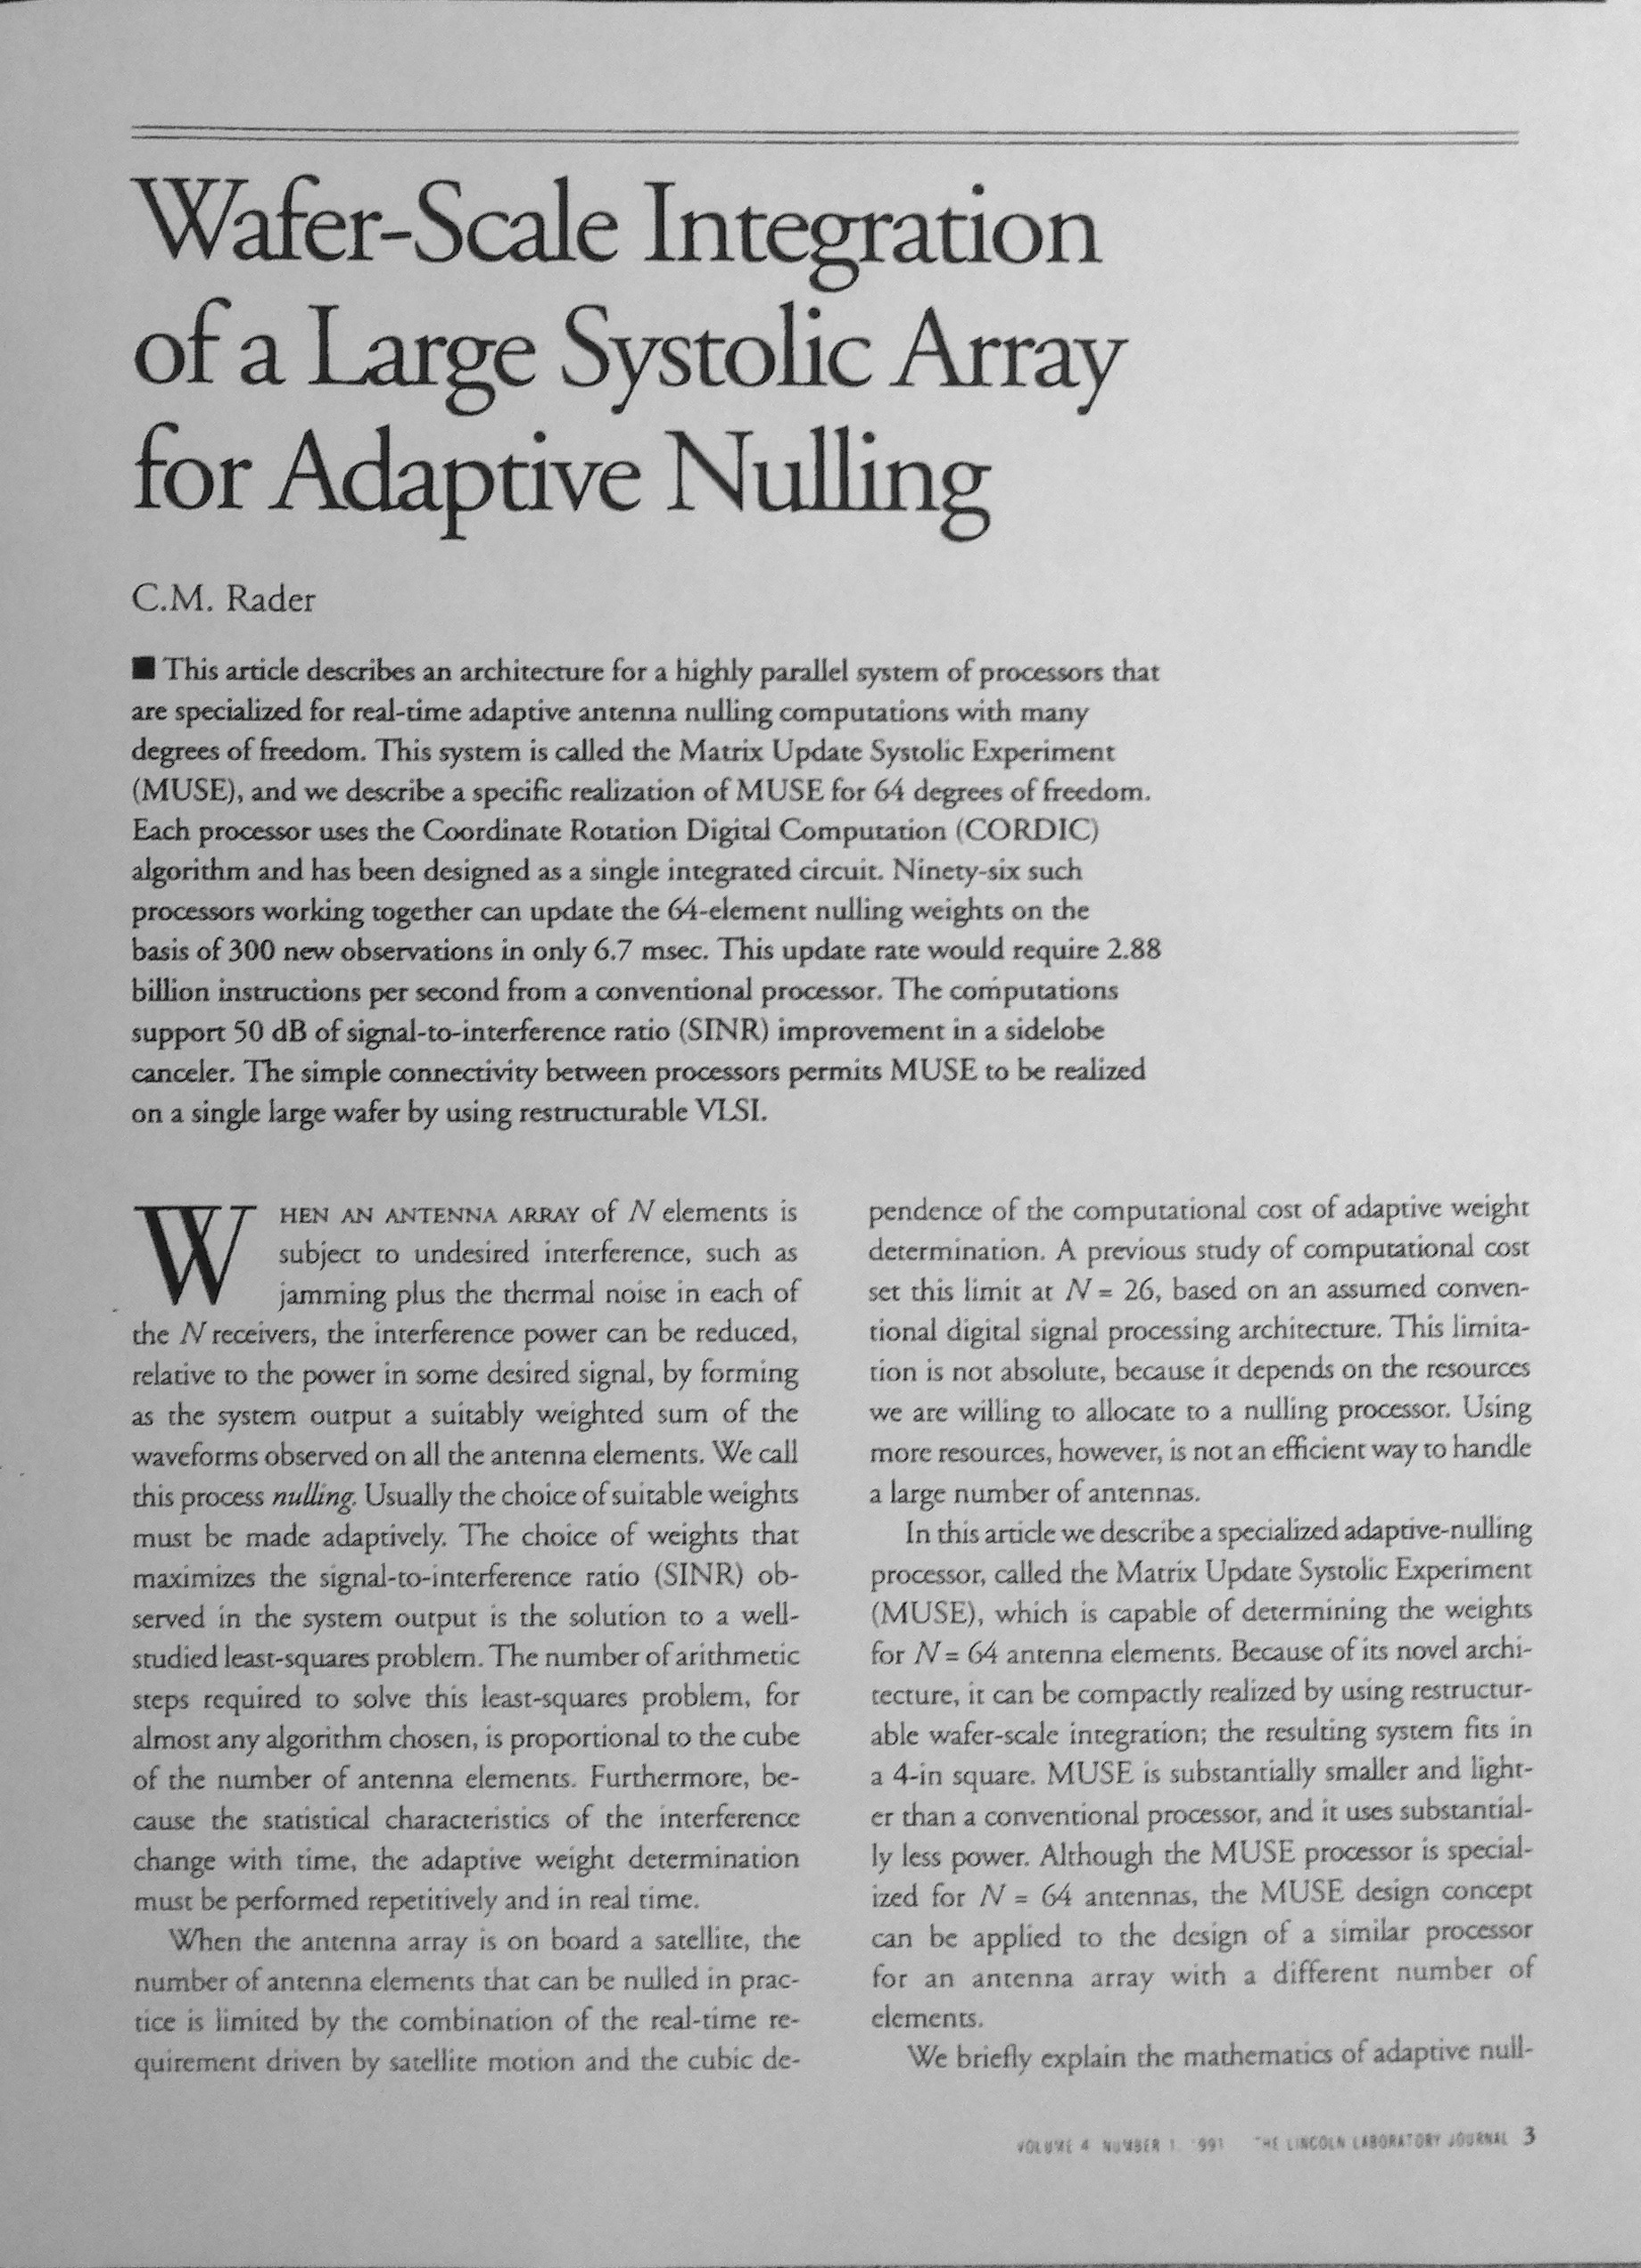 Wafer-Scale Integration
of a Large Systolic Array
for Adaptive Nulling
C.M. Rader
■ This article describes an architecture for a highly parallel system of processors that
are specialized for real-time adaptive antenna nulling computations with many
degrees of freedom. This system is called the Matrix Update Systolic Experiment
(MUSE), and we describe a specific realization of MUSE for 64 degrees of freedom.
Each processor uses the Coordinate Rotation Digital Computation (CORDIC)
algorithm and has been designed as a single integrated circuit. Ninety-six such
processors working together can update the 64-element nulling weights on the
basis of 300 new observations in only 6.7 msec. This update rate would require 2.88
billion instructions per second from a conventional processor. The computations
support 50 dB of signal-to-interference ratio (SINR) improvement in a sidelobe
canceler. The simple connectivity between processors permits MUSE to be realized
on a single large wafer by using restructurable VLSI.
WHEN AN ANTENNA ARRAY of N elements is
subject to undesired interference, such as
jamming plus the thermal noise in each of
the N receivers, the interference power can be reduced,
relative to the power in some desired signal, by forming
as the system output a suitably weighted sum of the
waveforms observed on all the antenna elements. We call
this process nulling. Usually the choice of suitable weights
must be made adaptively. The choice of weights that
maximizes the signal-to-interference ratio (SINR) ob-
served in the system output is the solution to a well-
studied least-squares problem. The number of arithmetic
steps required to solve this least-squares problem, for
almost any algorithm chosen, is proportional to the cube
of the number of antenna elements. Furthermore, be-
cause the statistical characteristics of the interference
change with time, the adaptive weight determination
must be performed repetitively and in real time.
When the antenna array is on board a satellite, the
number of antenna elements that can be nulled in prac-
tice is limited by the combination of the real-time re-
quirement driven by satellite motion and the cubic de-
pendence of the computational cost of adaptive weight
determination. A previous study of computational cost
set this limit at N = 26, based on an assumed conven-
tional digital signal processing architecture. This limita-
tion is not absolute, because it depends on the resources
we are willing to allocate to a nulling processor. Using
more resources, however, is not an efficient way to handle
a large number of antennas.
In this article we describe a specialized adaptive-nulling
processor, called the Matrix Update Systolic Experiment
(MUSE), which is capable of determining the weights
for N = 64 antenna elements. Because of its novel archi-
tecture, it can be compactly realized by using restructur-
able wafer-scale integration; the resulting system fits in
a 4-in square. MUSE is substantially smaller and light-
er than a conventional processor, and it uses substantial-
ly less power. Although the MUSE processor is special-
ized for N = 64 antennas, the MUSE design concept
can be applied to the design of a similar processor
for an antenna array with a different number of
elements.
We briefly explain the mathematics of adaptive null-
VOLUME 4 NUMBER 1, 1991 THE LINCOLN LABORATORY JOURNAL 3